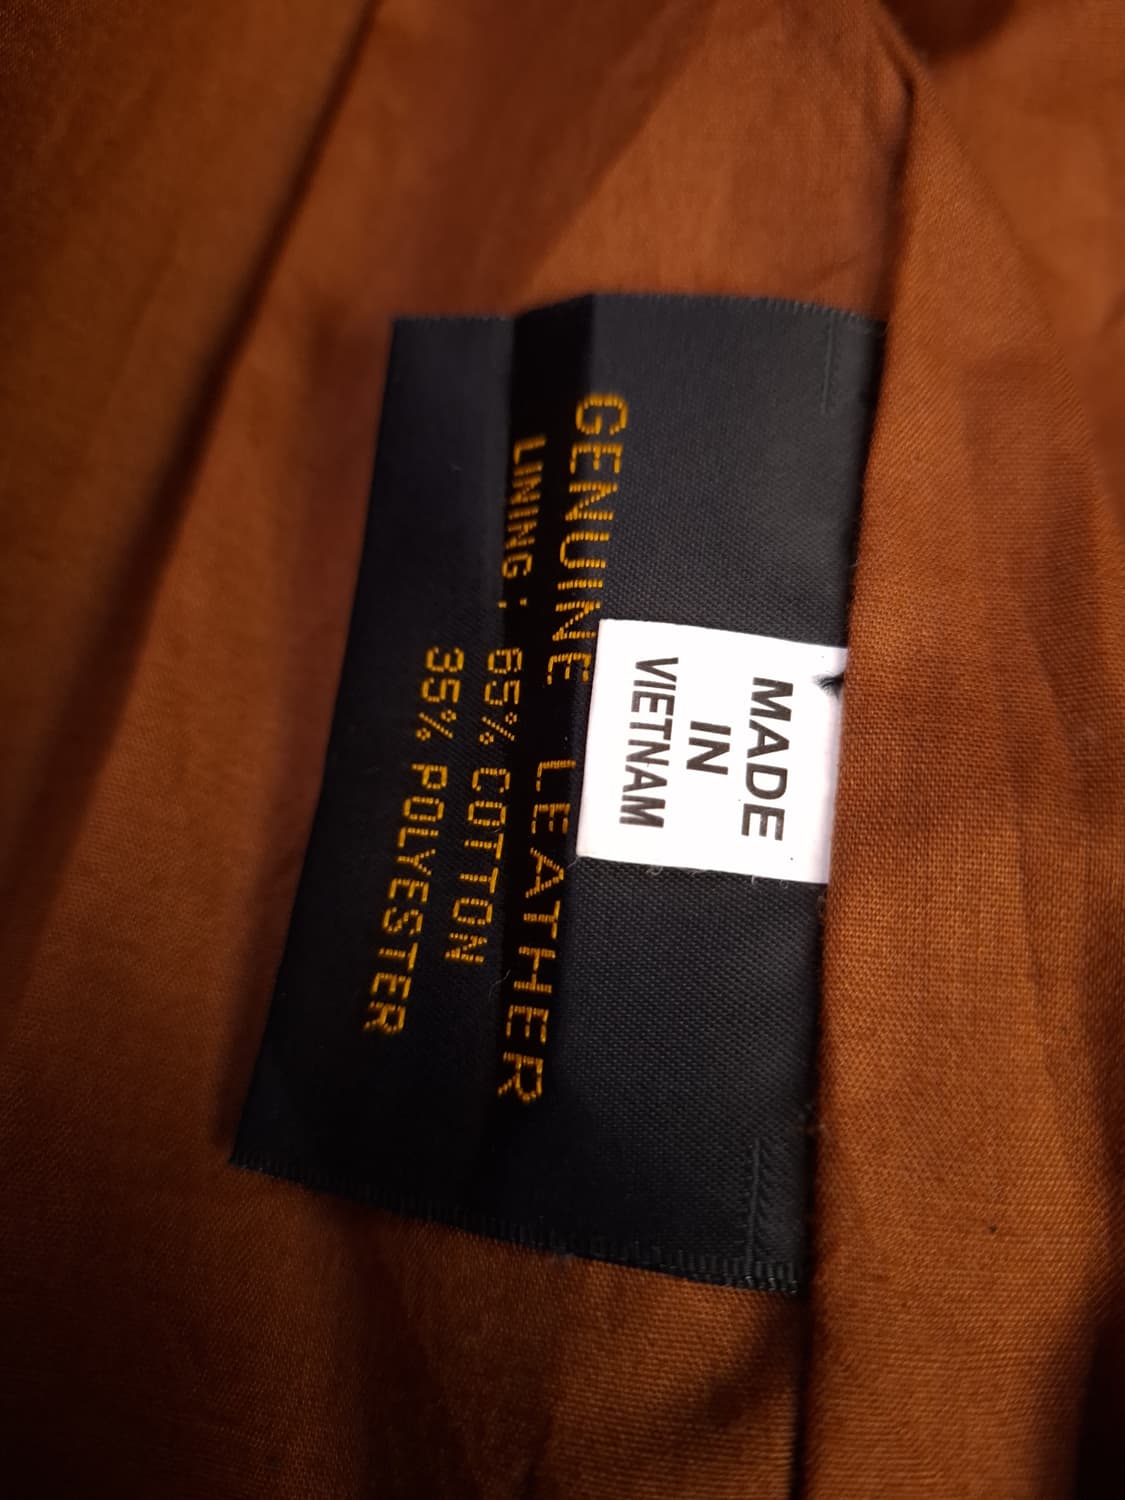 MADE
IN
VIETNAM
GENUINE LEATHER
LINING : 65% COTTON
35% POLYESTER